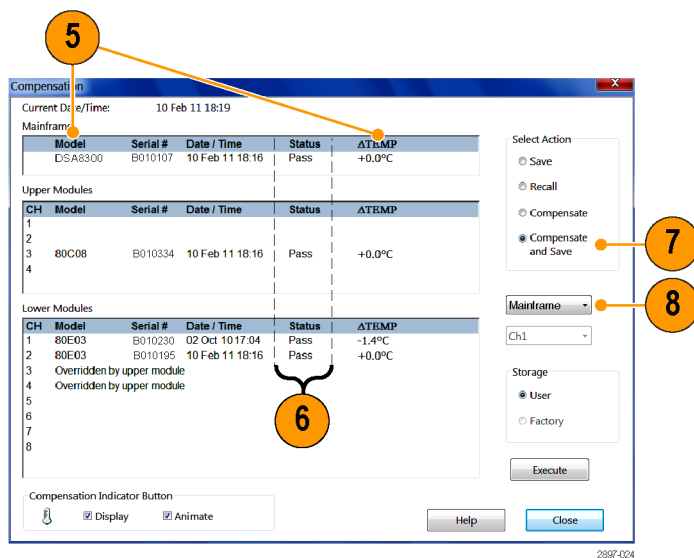 5
Compensation
Current Date/Time: 10 Feb 11 18:19
Mainframe
Model Serial # Date / Time Status ΔTEMP
DSA8300 B010107 10 Feb 11 18:16 Pass +0.0°C
Upper Modules
CH Model Serial # Date / Time Status ΔTEMP
1
2
3 80C08 B010334 10 Feb 11 18:16 Pass +0.0°C
4
Lower Modules
CH Model Serial # Date / Time Status ΔTEMP
1 80E03 B010230 02 Oct 10 17:04 Pass -1.4°C
2 80E03 B010195 10 Feb 11 18:16 Pass +0.0°C
3 Overridden by upper module
4 Overridden by upper module
5
6
7
8
6
Compensation Indicator Button
Display Animate
Select Action
Save
Recall
Compensate
Compensate
and Save
7
Mainframe
8
Ch1
Storage
User
Factory
Execute
Help Close
2897-024